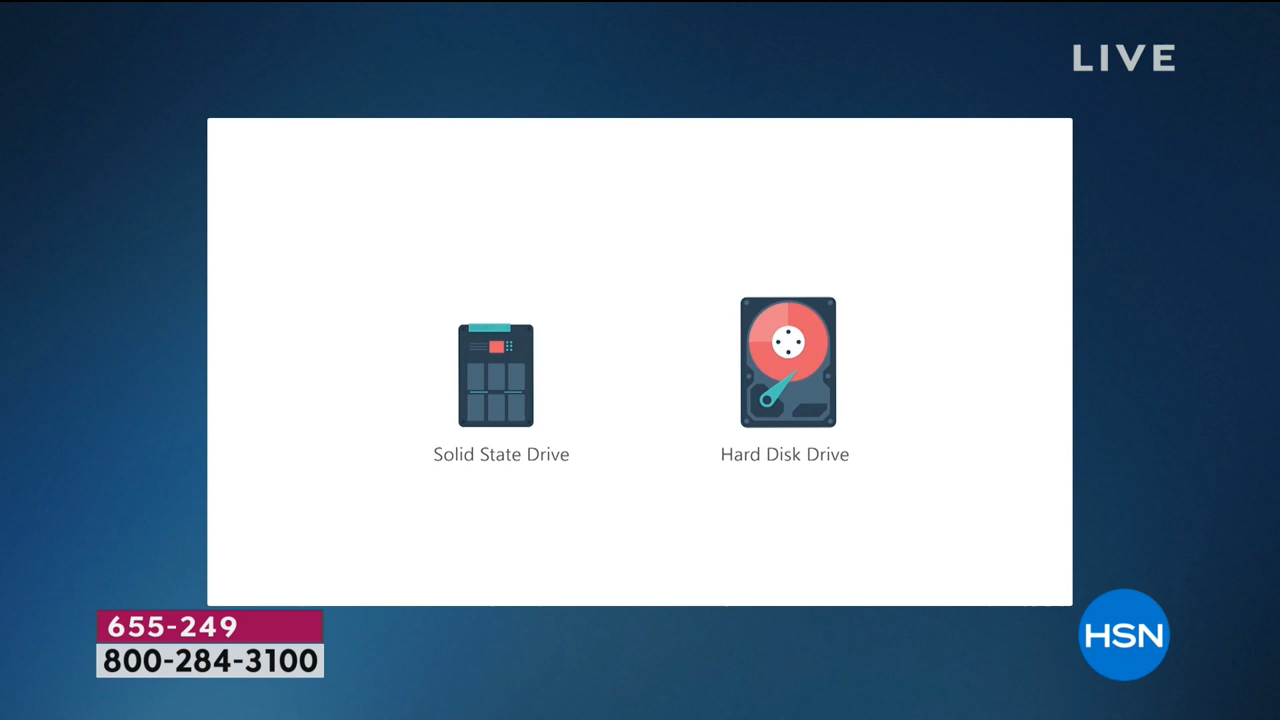 LIVE
Solid State Drive
Hard Disk Drive
655-249
800-284-3100
HSN